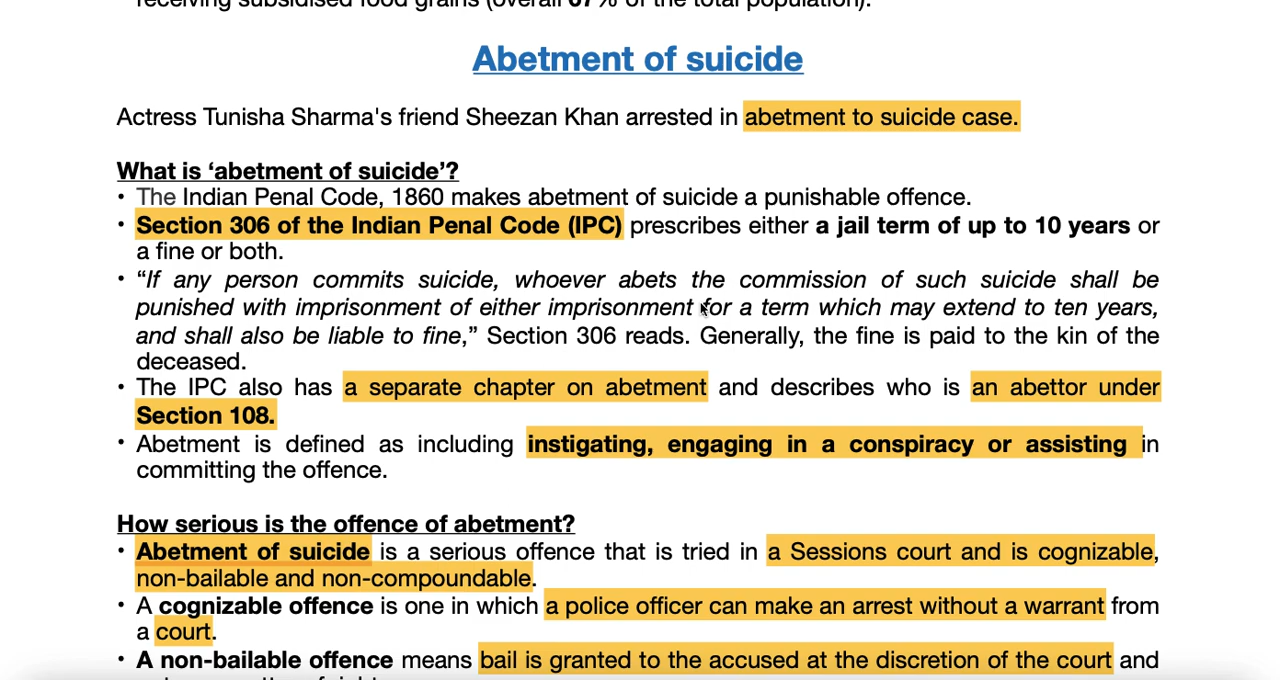 receiving subsidised food grains (overall 67% of the total population).
Abetment of suicide
Actress Tunisha Sharma's friend Sheezan Khan arrested in abetment to suicide case.
What is ‘abetment of suicide’?
• The Indian Penal Code, 1860 makes abetment of suicide a punishable offence.
• Section 306 of the Indian Penal Code (IPC) prescribes either a jail term of up to 10 years or
a fine or both.
• “If any person commits suicide, whoever abets the commission of such suicide shall be
punished with imprisonment of either imprisonment for a term which may extend to ten years,
and shall also be liable to fine,” Section 306 reads. Generally, the fine is paid to the kin of the
deceased.
• The IPC also has a separate chapter on abetment and describes who is an abettor under
Section 108.
• Abetment is defined as including instigating, engaging in a conspiracy or assisting in
committing the offence.
How serious is the offence of abetment?
• Abetment of suicide is a serious offence that is tried in a Sessions court and is cognizable,
non-bailable and non-compoundable.
• A cognizable offence is one in which a police officer can make an arrest without a warrant from
a court.
• A non-bailable offence means bail is granted to the accused at the discretion of the court and